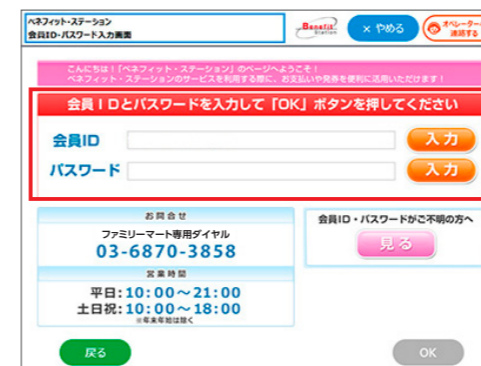 ベネフィット・ステーション
会員ID・パスワード入力画面
Benefit
Station
× やめる
オペレーターに
連絡する
こんにちは!「ベネフィット・ステーション」のページへようこそ!
ベネフィット・ステーションのサービスを利用する際に、お支払いや発券を便利に活用いただけます!
会員IDとパスワードを入力して「OK」ボタンを押してください
会員ID
入力
パスワード
入力
お問合せ
ファミリーマート専用ダイヤル
03-6870-3858
営業時間
平日:10:00〜21:00
土日祝:10:00〜18:00
※年末年始は除く
会員ID・パスワードがご不明の方へ
見る
戻る
OK